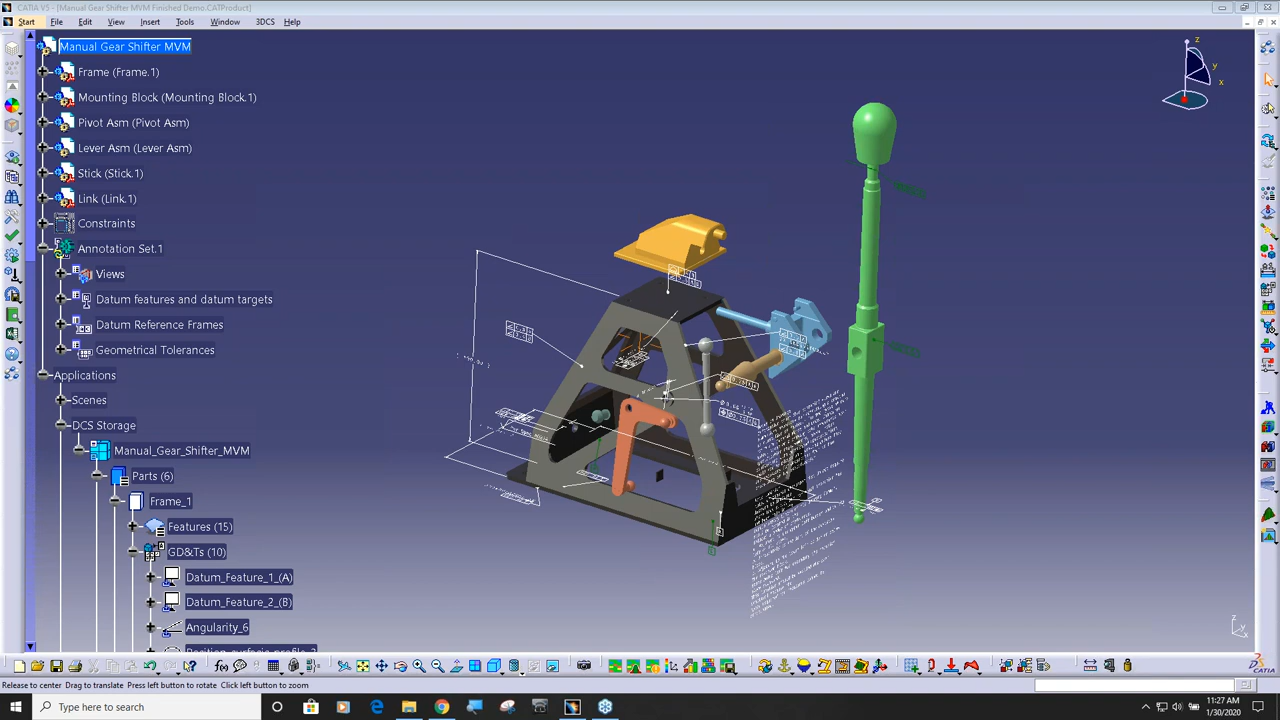 CATIA V5 - [Manual Gear Shifter MVM Finished Demo.CATProduct]
Start File Edit View Insert Tools Window 3DCS Help
Manual Gear Shifter MVM
Frame (Frame.1)
Mounting Block (Mounting Block.1)
Pivot Asm (Pivot Asm)
Lever Asm (Lever Asm)
Stick (Stick.1)
Link (Link.1)
Constraints
Annotation Set.1
Views
Datum features and datum targets
Datum Reference Frames
Geometrical Tolerances
Applications
Scenes
DCS Storage
Manual_Gear_Shifter_MVM
Parts (6)
Frame_1
Features (15)
GD&Ts (10)
Datum_Feature_1_(A)
Datum_Feature_2_(B)
Angularity_6
z
y
x
CATIA
Release to center Drag to translate Press left button to rotate Click left button to zoom
Type here to search
11:27 AM
1/30/2020